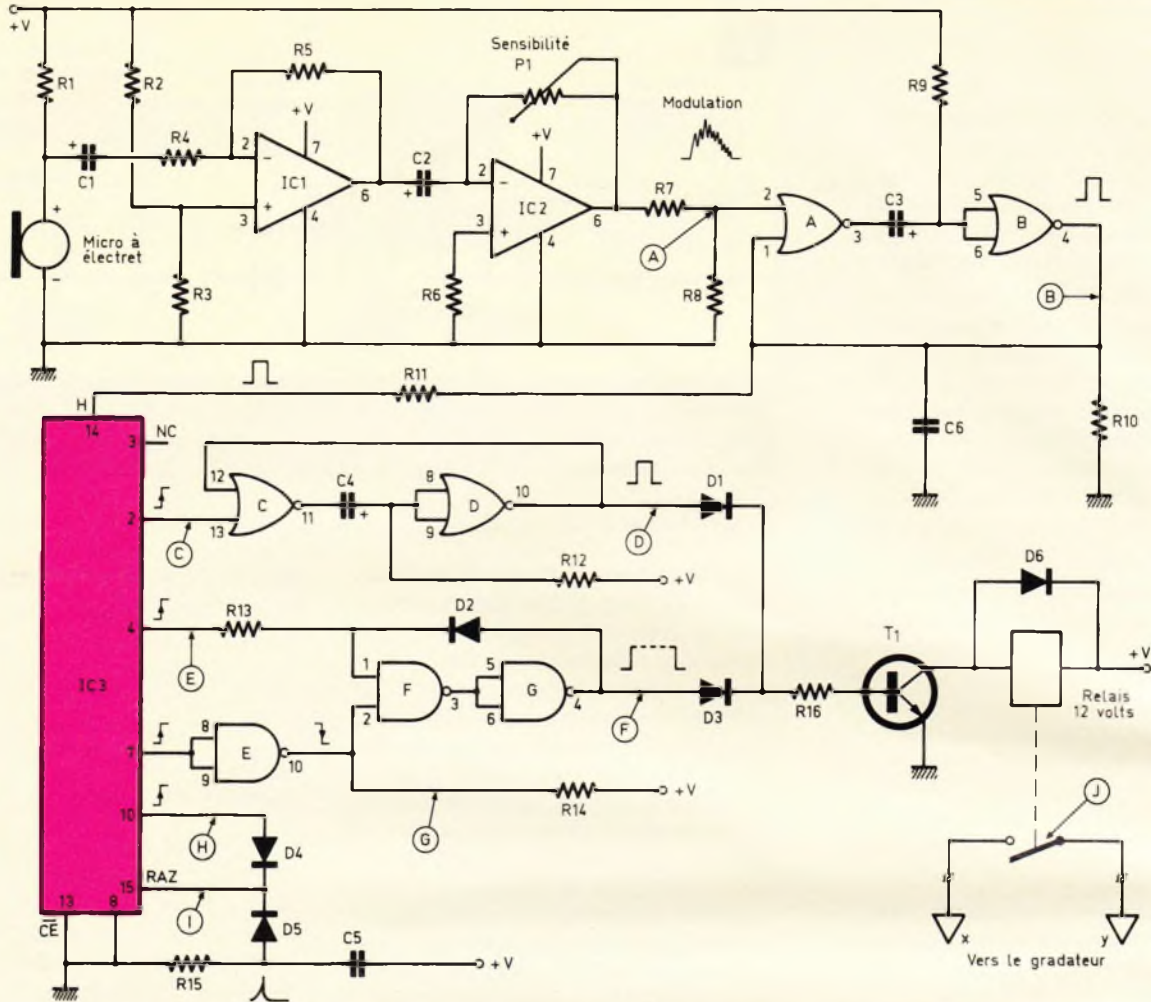 +V
R1
R2
R4
C1
+
Micro à
électret
+
-
R3
R5
+V
2
-
7
IC1
6
3
+
4
C2
+
Sensibilité
P1
+V
2
-
7
IC2
6
3
+
4
R6
R7
Modulation
A
R8
2
1
A
3
C3
+
R9
5
6
B
4
B
R10
C6
R11
H
14
3
NC
2
C
12
13
C
11
C4
+
8
9
D
10
D
D1
R12
+V
4
E
R13
D2
1
2
F
3
5
6
G
4
F
D3
R16
T1
D6
+V
Relais
12 volts
IC3
7
8
9
E
10
G
R14
+V
10
H
D4
15
RAZ
I
D5
13
8
CE
R15
C5
+V
J
x
y
Vers le gradateur